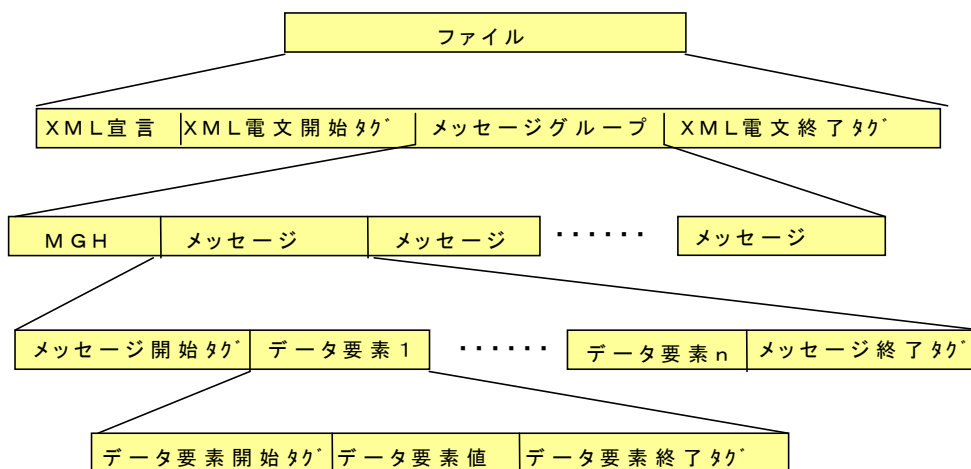 ファイル
XML宣言 XML電文開始ﾀｸﾞ メッセージグループ XML電文終了ﾀｸﾞ
MGH メッセージ メッセージ ・・・・・・ メッセージ
メッセージ開始ﾀｸﾞ データ要素1 ・・・・・・ データ要素n メッセージ終了ﾀｸﾞ
データ要素開始ﾀｸﾞ データ要素値 データ要素終了ﾀｸﾞ